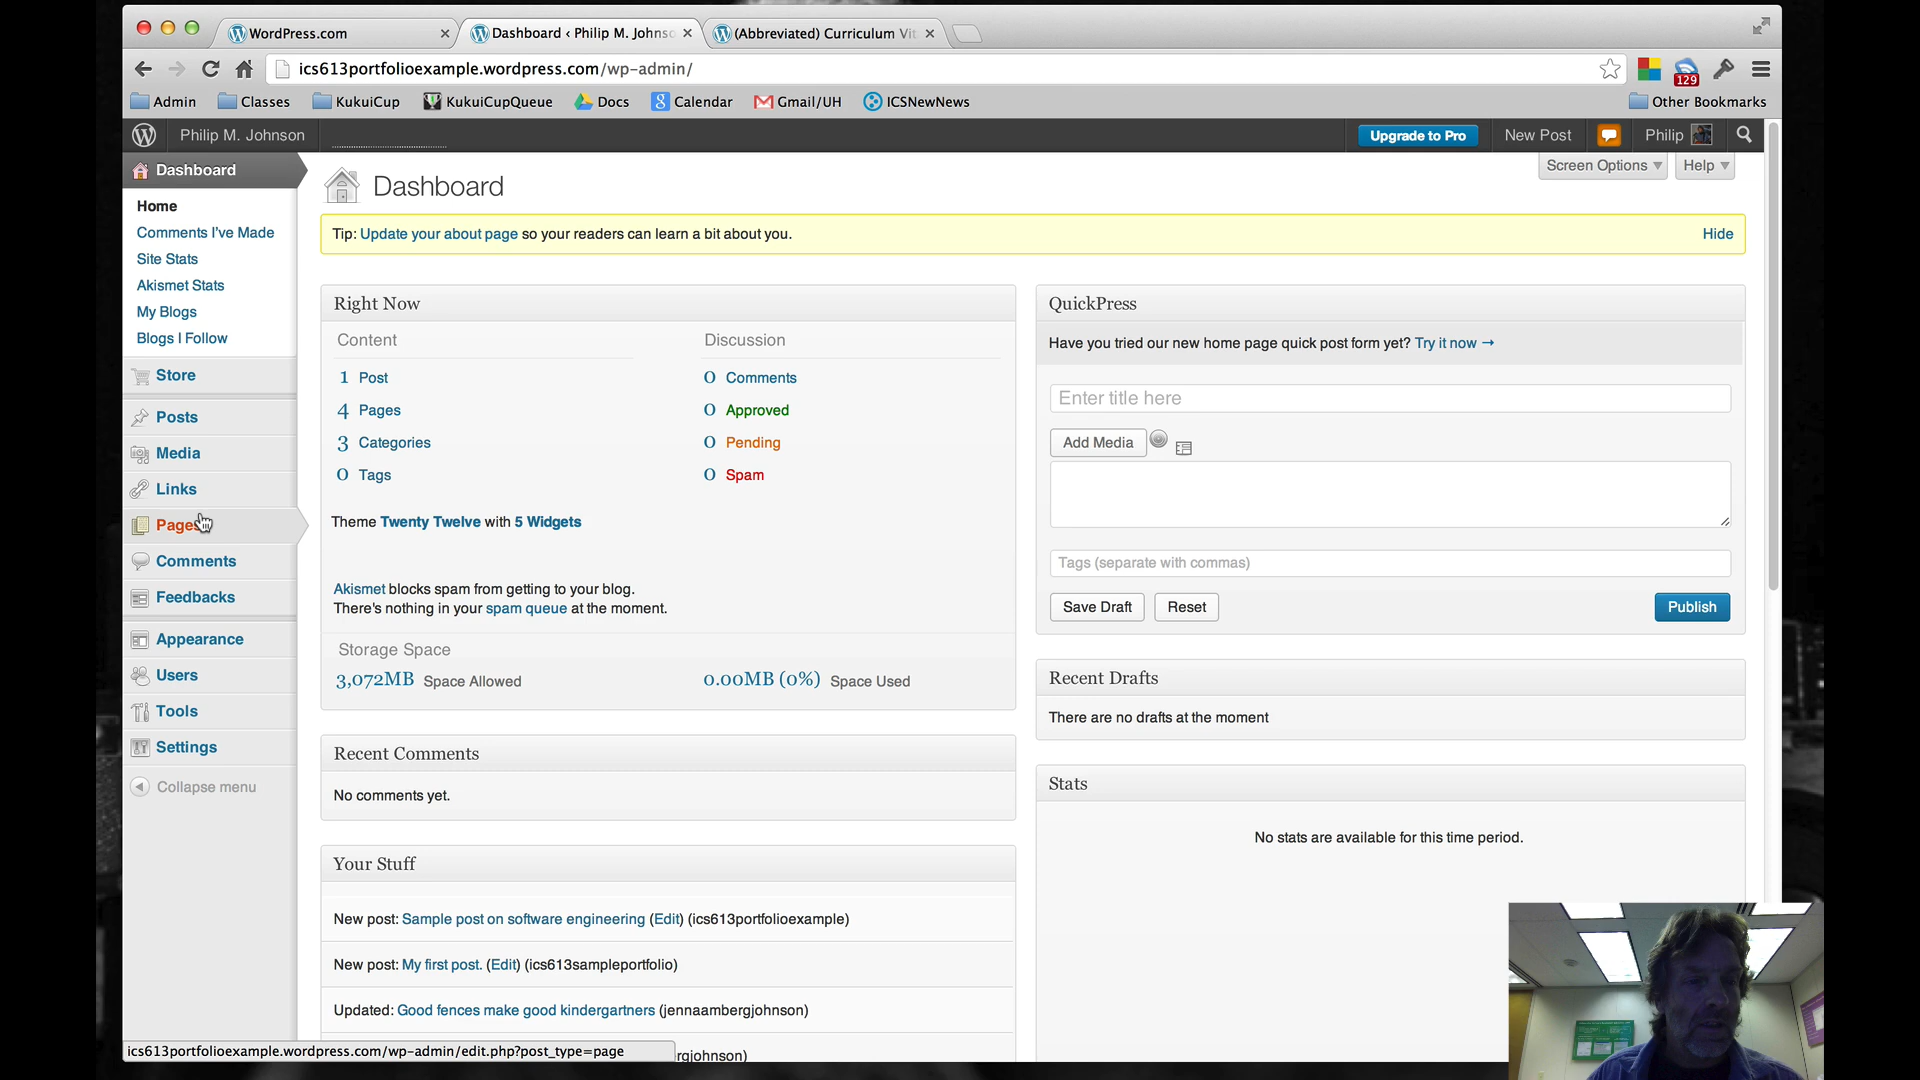 WordPress.com
Dashboard ‹ Philip M. Johnso
(Abbreviated) Curriculum Vit
ics613portfolioexample.wordpress.com/wp-admin/
129
Admin
Classes
KukuiCup
KukuiCupQueue
Docs
Calendar
Gmail/UH
ICSNewNews
Other Bookmarks
Philip M. Johnson
Upgrade to Pro
New Post
Philip
Dashboard
Home
Comments I've Made
Site Stats
Akismet Stats
My Blogs
Blogs I Follow
Store
Posts
Media
Links
Pages
Comments
Feedbacks
Appearance
Users
Tools
Settings
Collapse menu
Screen Options
Help
Dashboard
Tip: Update your about page so your readers can learn a bit about you.
Hide
Right Now
Content
Discussion
1 Post
0 Comments
4 Pages
0 Approved
3 Categories
0 Pending
0 Tags
0 Spam
Theme Twenty Twelve with 5 Widgets
Akismet blocks spam from getting to your blog.
There's nothing in your spam queue at the moment.
Storage Space
3,072MB Space Allowed
0.00MB (0%) Space Used
Recent Comments
No comments yet.
Your Stuff
New post: Sample post on software engineering (Edit) (ics613portfolioexample)
New post: My first post. (Edit) (ics613sampleportfolio)
Updated: Good fences make good kindergartners (jennaambergjohnson)
rgjohnson)
QuickPress
Have you tried our new home page quick post form yet? Try it now →
Enter title here
Add Media
Tags (separate with commas)
Save Draft
Reset
Publish
Recent Drafts
There are no drafts at the moment
Stats
No stats are available for this time period.
ics613portfolioexample.wordpress.com/wp-admin/edit.php?post_type=page